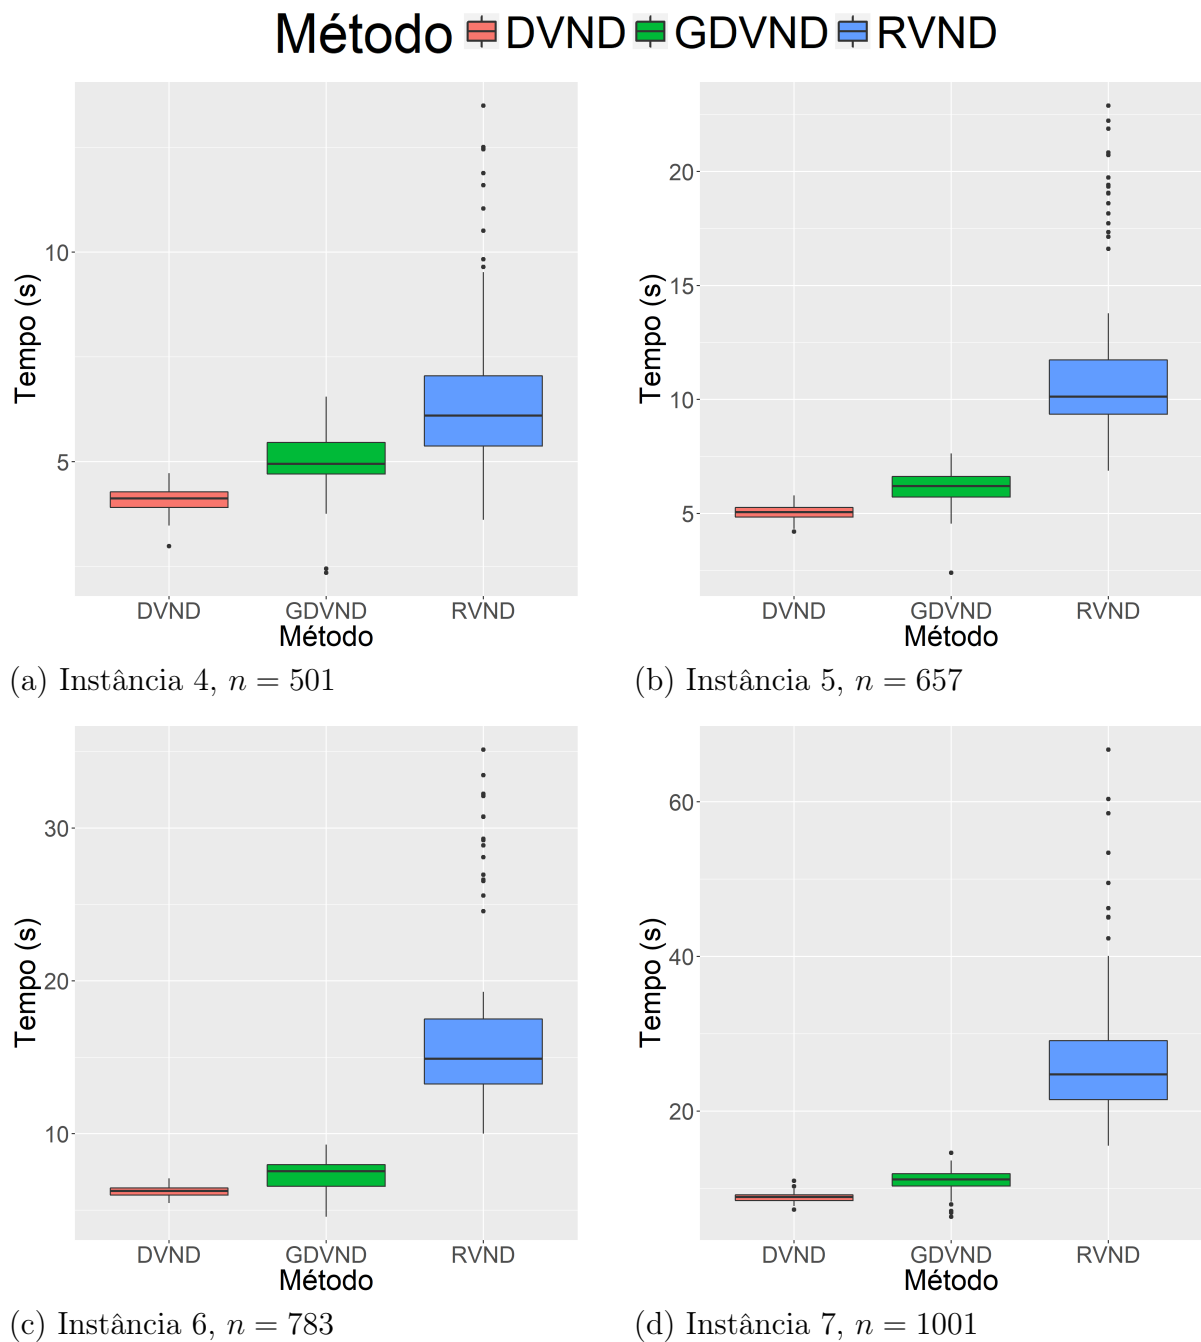 Método DVND GDVND RVND
Tempo (s)
10
5
DVND GDVND RVND
Método
(a) Instância 4, n = 501
Tempo (s)
20
15
10
5
DVND GDVND RVND
Método
(b) Instância 5, n = 657
Tempo (s)
30
20
10
DVND GDVND RVND
Método
(c) Instância 6, n = 783
Tempo (s)
60
40
20
DVND GDVND RVND
Método
(d) Instância 7, n = 1001